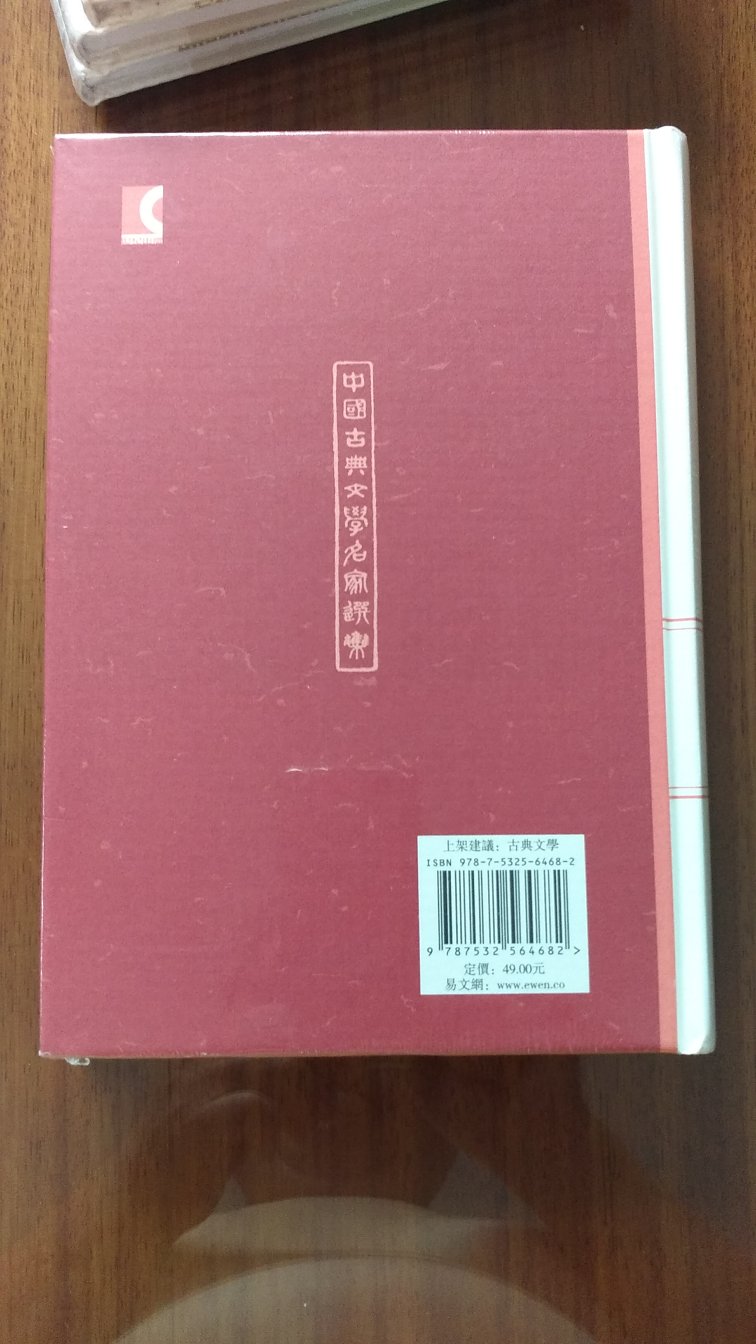 中國古典文學名家選集
上架建議：古典文學
ISBN 978-7-5325-6468-2
9 787532 564682 >
定價：49.00元
易文網：www.ewen.co